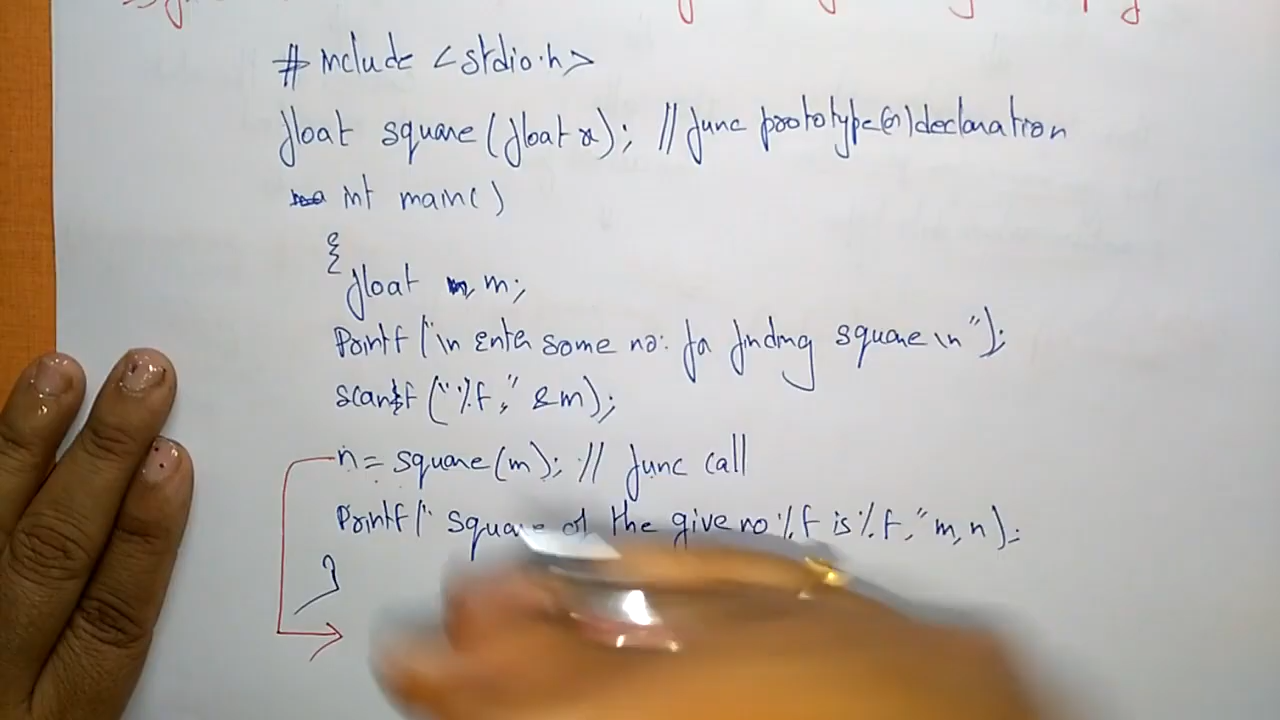 # include <stdio.h>
float square(float x); // func prototype(or)declaration
int main()
{
float n, m;
Printf("\n enter some no: for finding square \n");
scanf("%f," &m);
n= square(m); // func call
Printf(" square of the give no %f is %f," m, n);
}